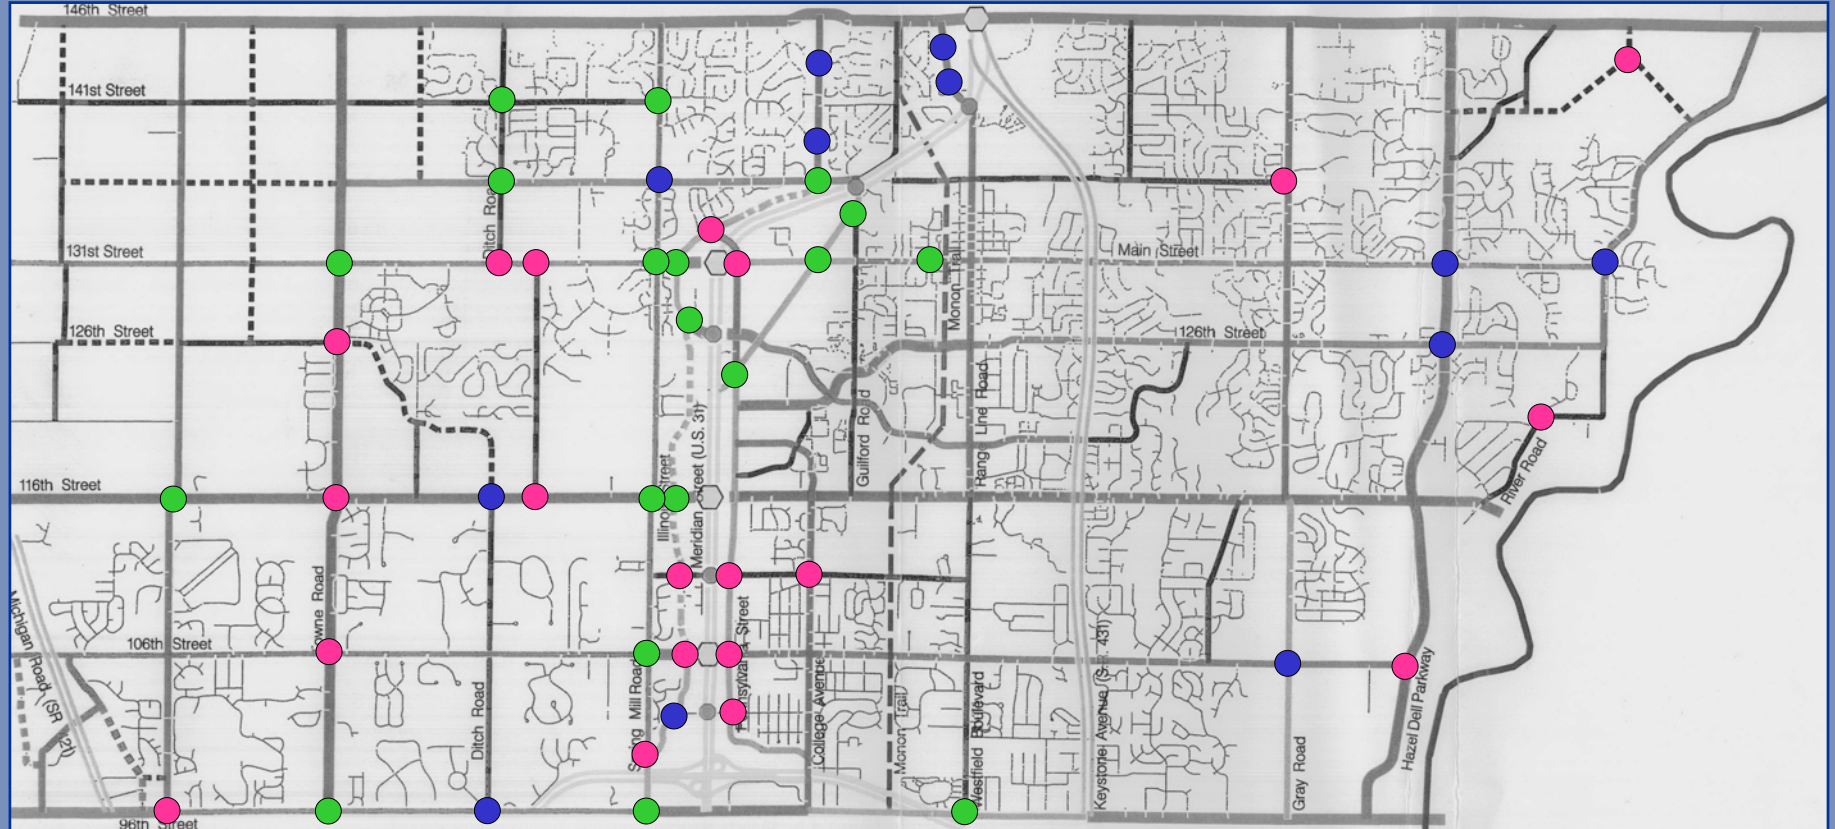 146th Street
141st Street
Ditch Road
131st Street
Main Street
Monon Trail
126th Street
126th Street
Range Line Road
Guilford Road
Meridian Street (U.S. 31)
Illinois Street
116th Street
River Road
Michigan Road (SR 421)
Towne Road
106th Street
Pennsylvania Street
Spring Mill Road
Ditch Road
College Avenue
Monon Trail
Westfield Boulevard
Keystone Avenue (S.R. 431)
Gray Road
Hazel Dell Parkway
96th Street